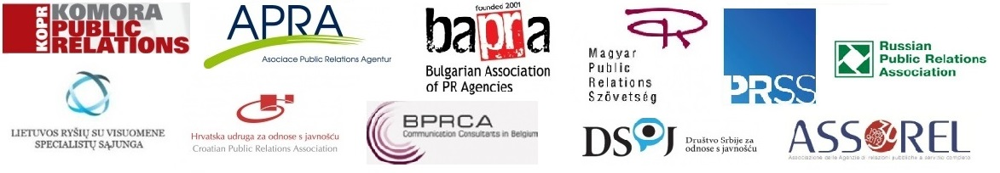 KOPR
KOMORA
PUBLIC
RELATIONS
APRA
Asociace Public Relations Agentur
founded 2001
bapra
Bulgarian Association
of PR Agencies
Magyar
Public
Relations
Szövetség
PRSS
Russian
Public Relations
Association
LIETUVOS RYŠIŲ SU VISUOMENE
SPECIALISTŲ SĄJUNGA
Hrvatska udruga za odnose s javnošću
Croatian Public Relations Association
BPRCA
Communication Consultants in Belgium
DSOJ
Društvo Srbije za
odnose s javnošću
ASSOREL
Associazione delle Agenzie di relazioni pubbliche a servizio completo